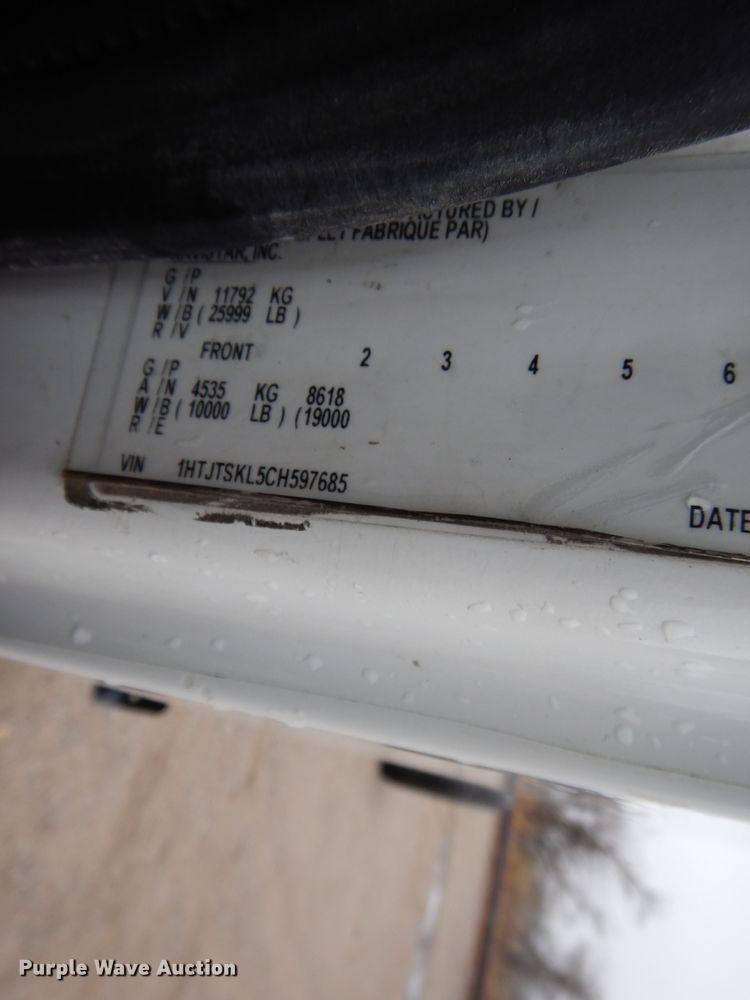 BY /
FABRIQUE PAR)
INC.
G /P
V /N 11792 KG
W /B ( 25999 LB )
R /V
FRONT 2 3 4 5 6
G /P
A /N 4535 KG 8618
W /B ( 10000 LB ) (19000
R /E
VIN 1HTJTSKL5CH597685
DATE
Purple Wave Auction